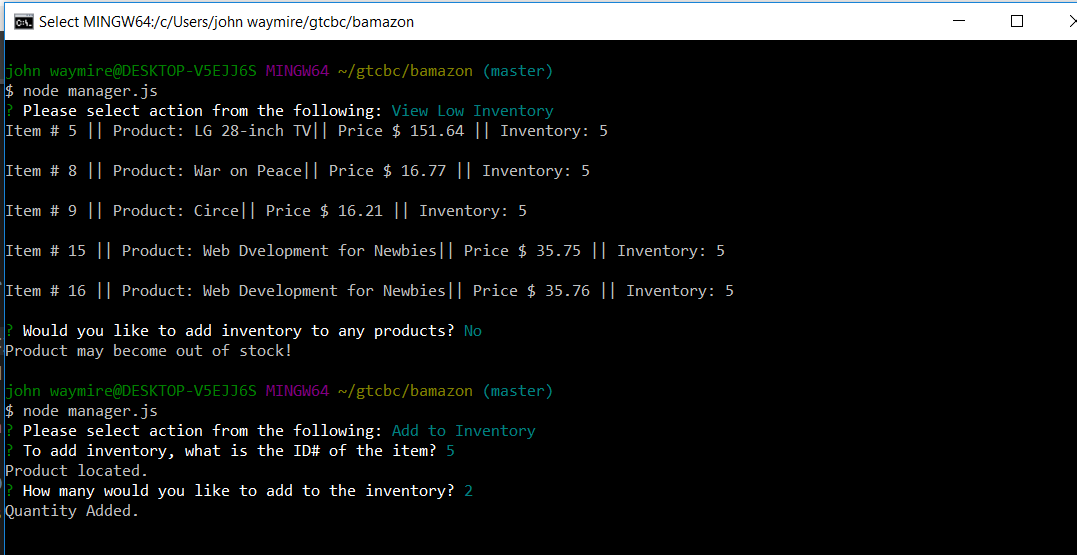 Select MINGW64:/c/Users/john waymire/gtcbc/bamazon
john waymire@DESKTOP-V5EJJ6S MINGW64 ~/gtcbc/bamazon (master)
$ node manager.js
? Please select action from the following: View Low Inventory
Item # 5 || Product: LG 28-inch TV|| Price $ 151.64 || Inventory: 5
Item # 8 || Product: War on Peace|| Price $ 16.77 || Inventory: 5
Item # 9 || Product: Circe|| Price $ 16.21 || Inventory: 5
Item # 15 || Product: Web Dvelopment for Newbies|| Price $ 35.75 || Inventory: 5
Item # 16 || Product: Web Development for Newbies|| Price $ 35.76 || Inventory: 5
? Would you like to add inventory to any products? No
Product may become out of stock!
john waymire@DESKTOP-V5EJJ6S MINGW64 ~/gtcbc/bamazon (master)
$ node manager.js
? Please select action from the following: Add to Inventory
? To add inventory, what is the ID# of the item? 5
Product located.
? How many would you like to add to the inventory? 2
Quantity Added.